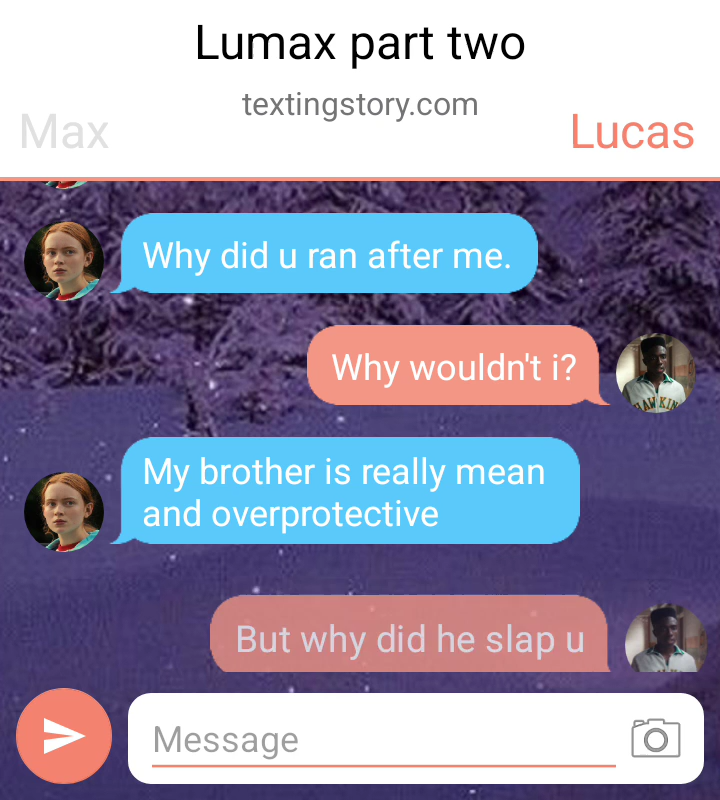 Lumax part two
textingstory.com
Max
Lucas
Why did u ran after me.
Why wouldn't i?
My brother is really mean
and overprotective
But why did he slap u
Message